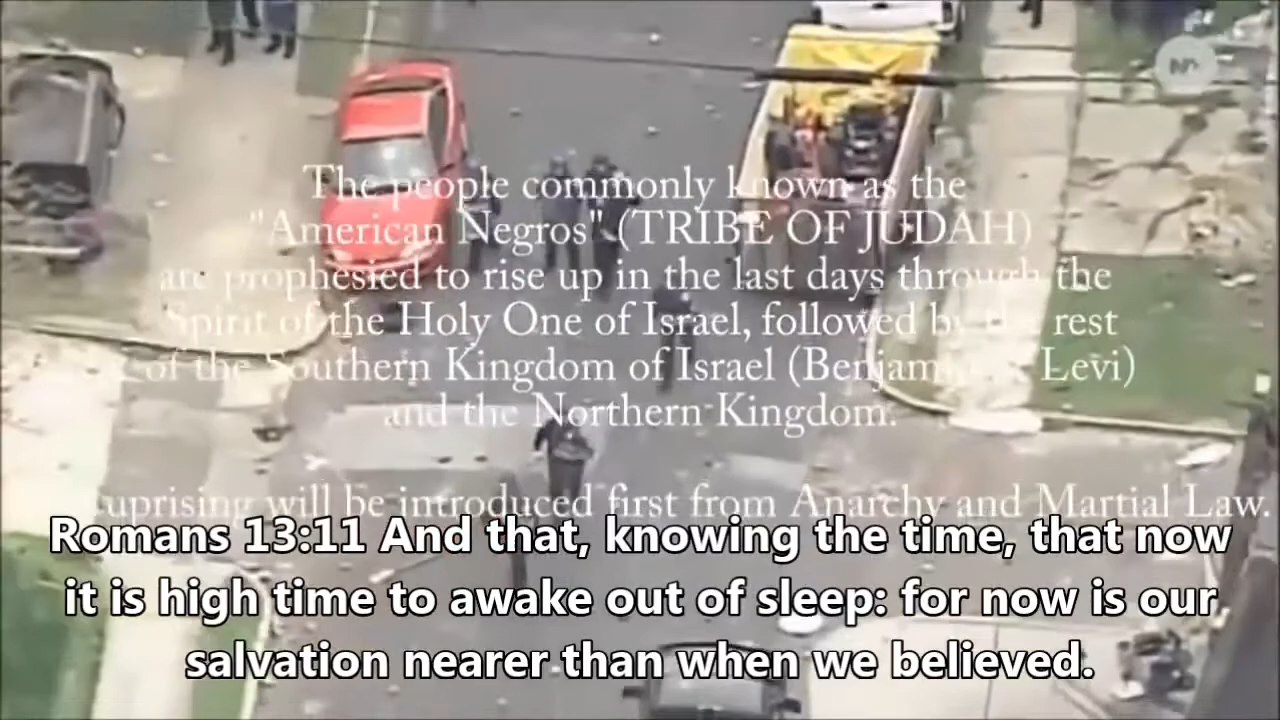 The people commonly known as the
"American Negros" (TRIBE OF JUDAH)
are prophesied to rise up in the last days through the
Spirit of the Holy One of Israel, followed by the rest
of the Southern Kingdom of Israel (Benjamin Levi)
and the Northern Kingdom.
uprising will be introduced first from Anarchy and Martial Law.
Romans 13:11 And that, knowing the time, that now
it is high time to awake out of sleep: for now is our
salvation nearer than when we believed.